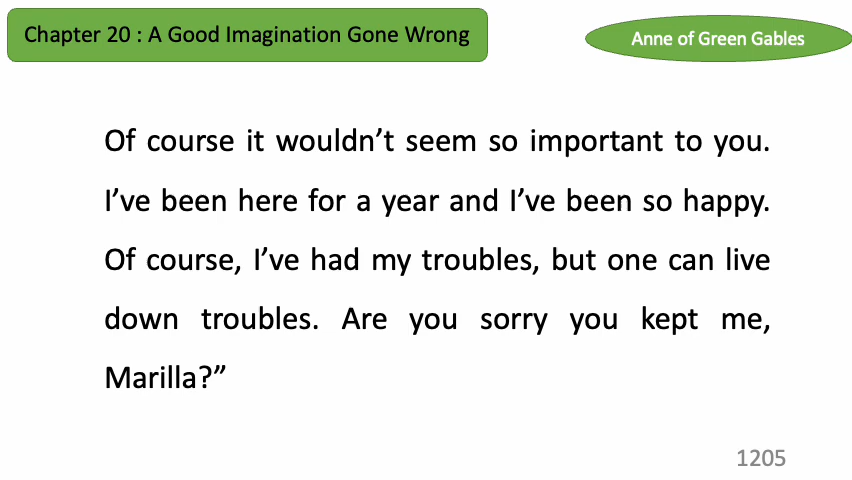 Chapter 20 : A Good Imagination Gone Wrong
Anne of Green Gables
Of course it wouldn’t seem so important to you.
I’ve been here for a year and I’ve been so happy.
Of course, I’ve had my troubles, but one can live
down troubles. Are you sorry you kept me,
Marilla?”
1205